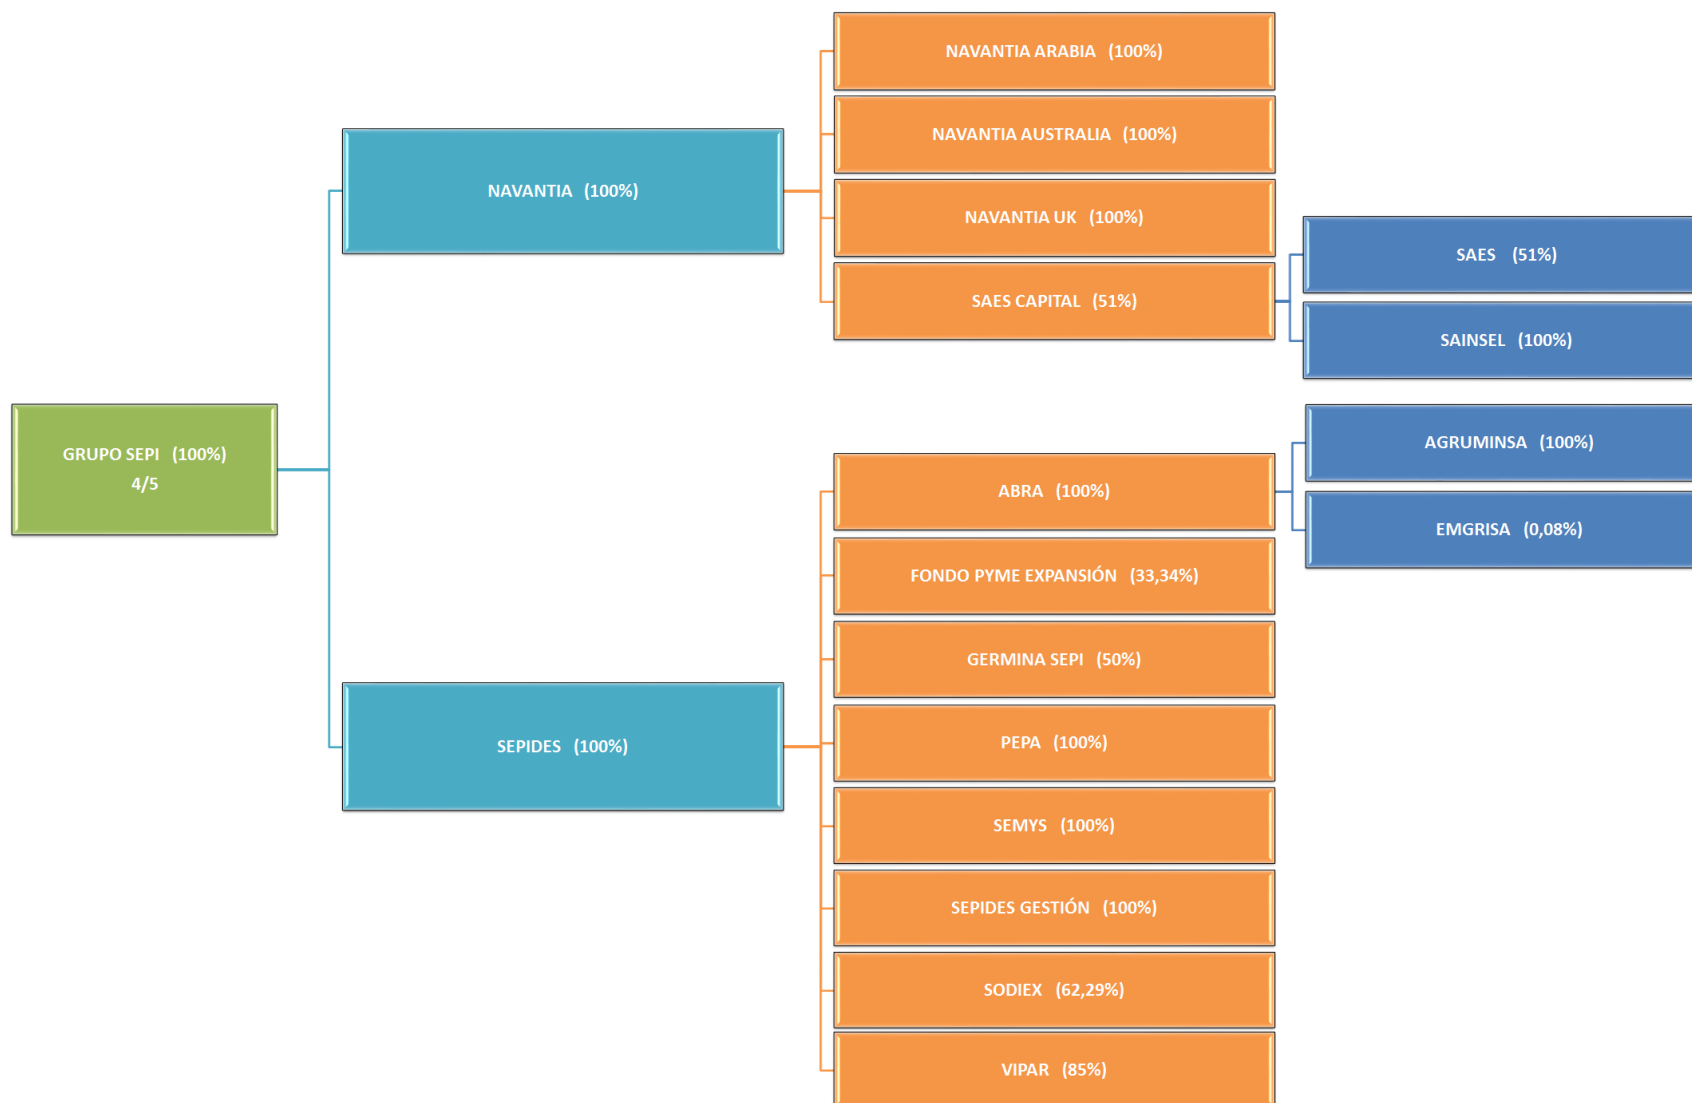 GRUPO SEPI (100%)
4/5
NAVANTIA (100%)
NAVANTIA ARABIA (100%)
NAVANTIA AUSTRALIA (100%)
NAVANTIA UK (100%)
SAES CAPITAL (51%)
SAES (51%)
SAINSEL (100%)
SEPIDES (100%)
ABRA (100%)
AGRUMINSA (100%)
EMGRISA (0,08%)
FONDO PYME EXPANSIÓN (33,34%)
GERMINA SEPI (50%)
PEPA (100%)
SEMYS (100%)
SEPIDES GESTIÓN (100%)
SODIEX (62,29%)
VIPAR (85%)